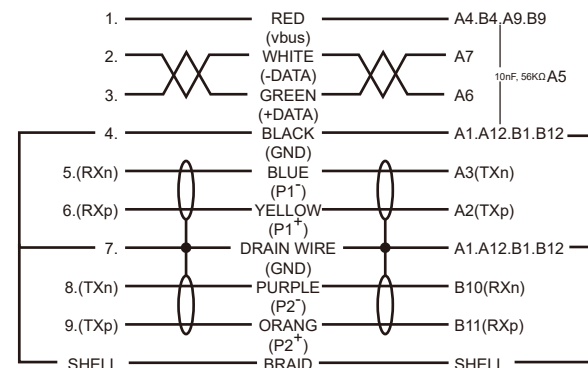 1. RED A4.B4.A9.B9
(vbus)
2. WHITE A7
(-DATA) 10nF, 56KΩ A5
3. GREEN A6
(+DATA)
4. BLACK A1.A12.B1.B12
(GND)
5.(RXn) BLUE A3(TXn)
(P1-)
6.(RXp) YELLOW A2(TXp)
(P1+)
7. DRAIN WIRE A1.A12.B1.B12
(GND)
8.(TXn) PURPLE B10(RXn)
(P2-)
9.(TXp) ORANG B11(RXp)
(P2+)
SHELL BRAID SHELL